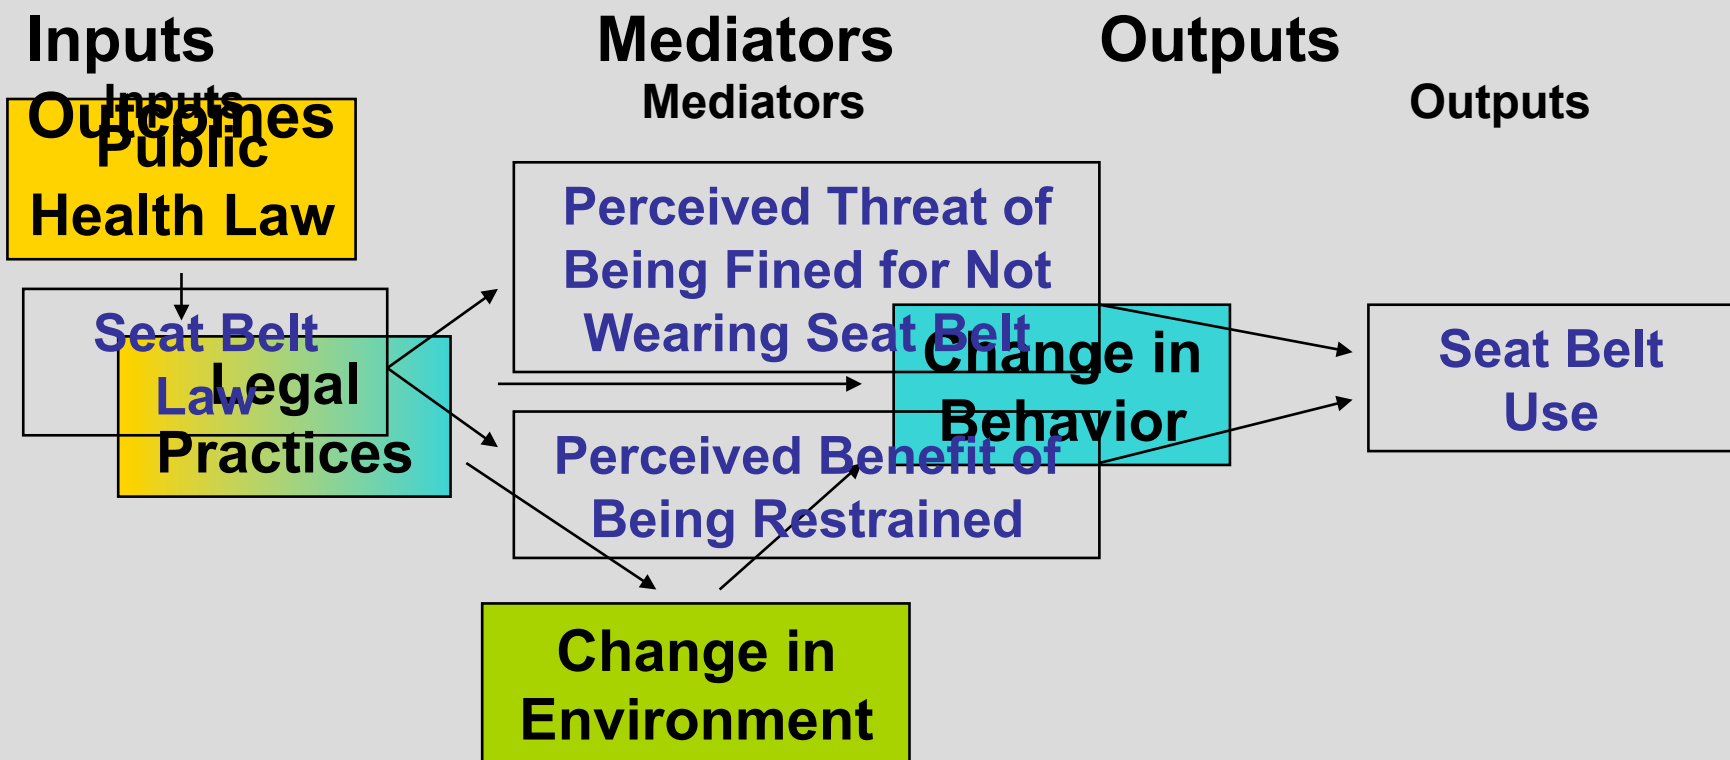 Inputs Mediators Outputs
Outcomes
Inputs Mediators Outputs
Public
Health Law
Perceived Threat of
Being Fined for Not
Wearing Seat Belt
Seat Belt
Law
Legal
Practices
Change in
Behavior
Seat Belt
Use
Perceived Benefit of
Being Restrained
Change in
Environment